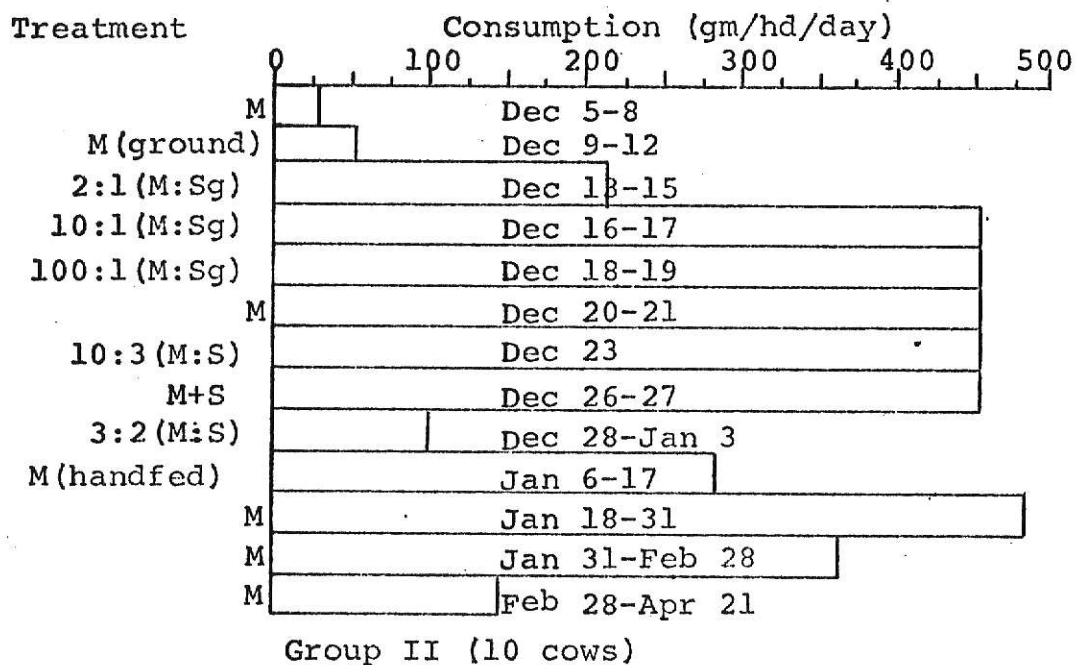 Treatment Consumption (gm/hd/day)
0 100 200 300 400 500
M Dec 5-8
M(ground) Dec 9-12
2:1(M:Sg) Dec 13-15
10:1(M:Sg) Dec 16-17
100:1(M:Sg) Dec 18-19
M Dec 20-21
10:3(M:S) Dec 23
M+S Dec 26-27
3:2(M:S) Dec 28-Jan 3
M(handfed) Jan 6-17
M Jan 18-31
M Jan 31-Feb 28
M Feb 28-Apr 21
Group II (10 cows)